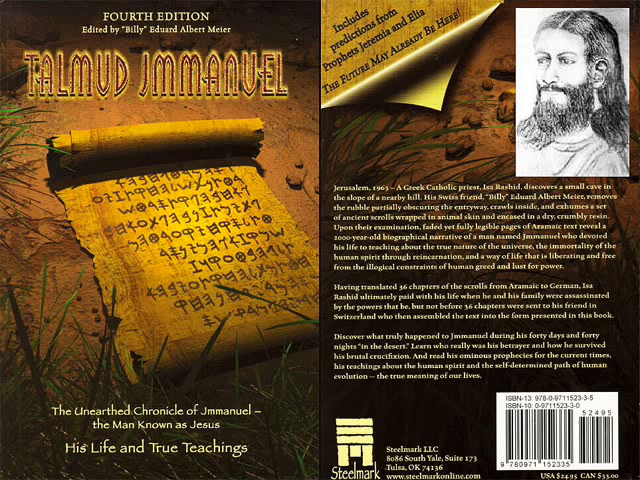 FOURTH EDITION
Edited by "Billy" Eduard Albert Meier
TALMUD JMMANUEL
The Unearthed Chronicle of Jmmanuel –
the Man Known as Jesus
His Life and True Teachings
Includes
predictions from
Prophets Jeremia and Elia
THE FUTURE MAY ALREADY BE HERE!
Jerusalem, 1963 – A Greek Catholic priest, Isa Rashid, discovers a small cave in
the slope of a nearby hill. His Swiss friend, "Billy" Eduard Albert Meier, removes
the rubble partially obscuring the entryway, crawls inside, and exhumes a set
of ancient scrolls wrapped in animal skin and encased in a dry, crumbly resin.
Upon their examination, faded yet fully legible pages of Aramaic text reveal a
2000-year-old biographical narrative of a man named Jmmanuel who devoted
his life to teaching about the true nature of the universe, the immortality of the
human spirit through reincarnation, and a way of life that is liberating and free
from the illogical constraints of human greed and lust for power.
Having translated 36 chapters of the scrolls from Aramaic to German, Isa
Rashid ultimately paid with his life when he and his family were assassinated
by the powers that be, but not before 36 chapters were sent to his friend in
Switzerland who then assembled the text into the form presented in this book.
Discover what truly happened to Jmmanuel during his forty days and forty
nights "in the desert." Learn who really was his betrayer and how he survived
his brutal crucifixion. And read his ominous prophecies for the current times,
his teachings about the human spirit and the self-determined path of human
evolution – the true meaning of our lives.
Steelmark
Steelmark LLC
8086 South Yale, Suite 173
Tulsa, OK 74136
www.steelmarkonline.com
ISBN-13: 978-0-9711523-3-5
ISBN-10: 0-9711523-3-0
52495
9 780971 152335
USA $24.95 CAN $33.00